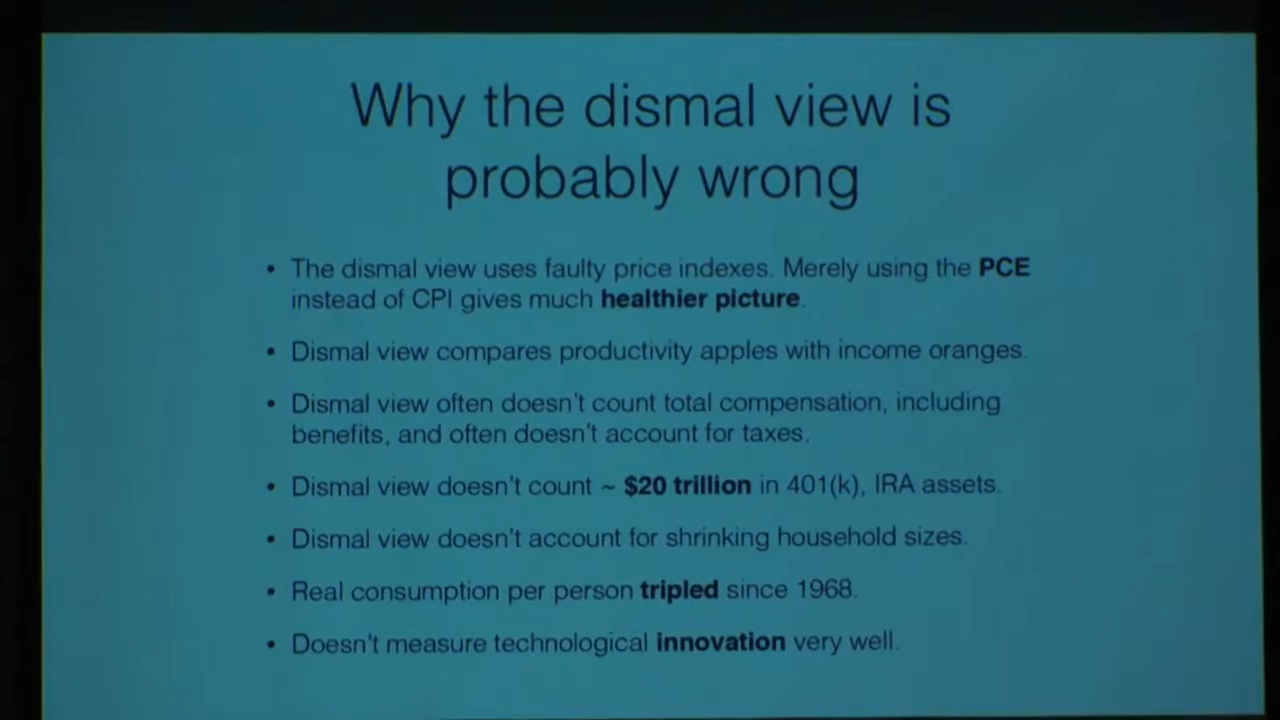 Why the dismal view is
probably wrong
• The dismal view uses faulty price indexes. Merely using the PCE
instead of CPI gives much healthier picture.
• Dismal view compares productivity apples with income oranges.
• Dismal view often doesn't count total compensation, including
benefits, and often doesn't account for taxes.
• Dismal view doesn't count ~ $20 trillion in 401(k), IRA assets.
• Dismal view doesn't account for shrinking household sizes.
• Real consumption per person tripled since 1968.
• Doesn't measure technological innovation very well.